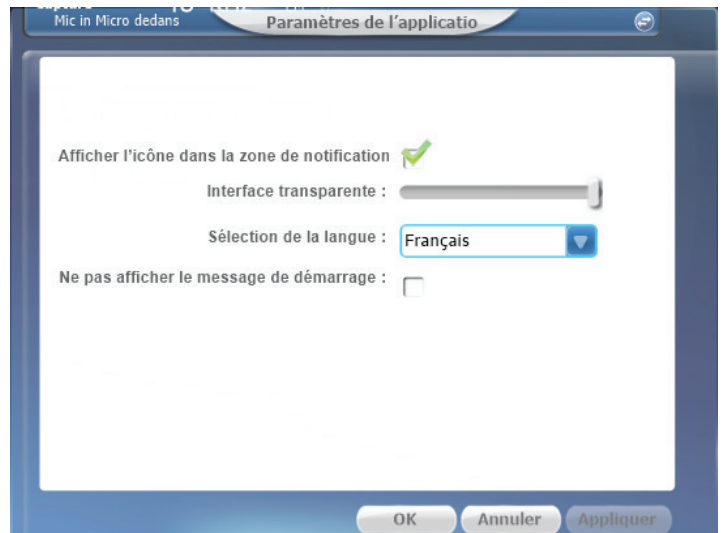 Mic in Micro dedans
Paramètres de l'applicatio
Afficher l'icône dans la zone de notification
Interface transparente :
Sélection de la langue :
Français
Ne pas afficher le message de démarrage :
OK
Annuler
Appliquer